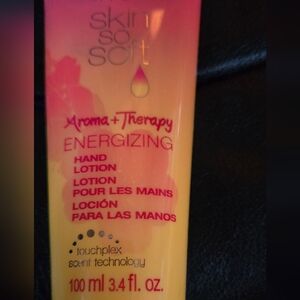 skin
so
soft
Aroma+Therapy
ENERGIZING
HAND
LOTION
LOTION
POUR LES MAINS
LOCIÓN
PARA LAS MANOS
touchplex
scent technology
100 ml 3.4 fl. oz.